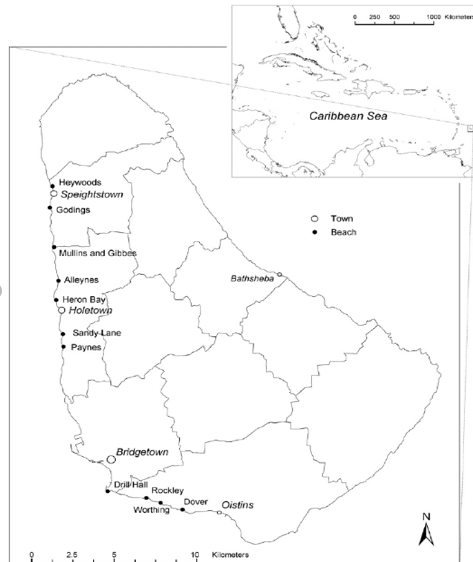 0 250 500 1000 Kilometers
Caribbean Sea
Heywoods
Speightstown
Godings
Town
Beach
Mullins and Gibbes
Bathsheba
Alleynes
Heron Bay
Holetown
Sandy Lane
Paynes
Bridgetown
Drill Hall
Rockley
Worthing
Dover
Oistins
N
0 2.5 5 10 Kilometers